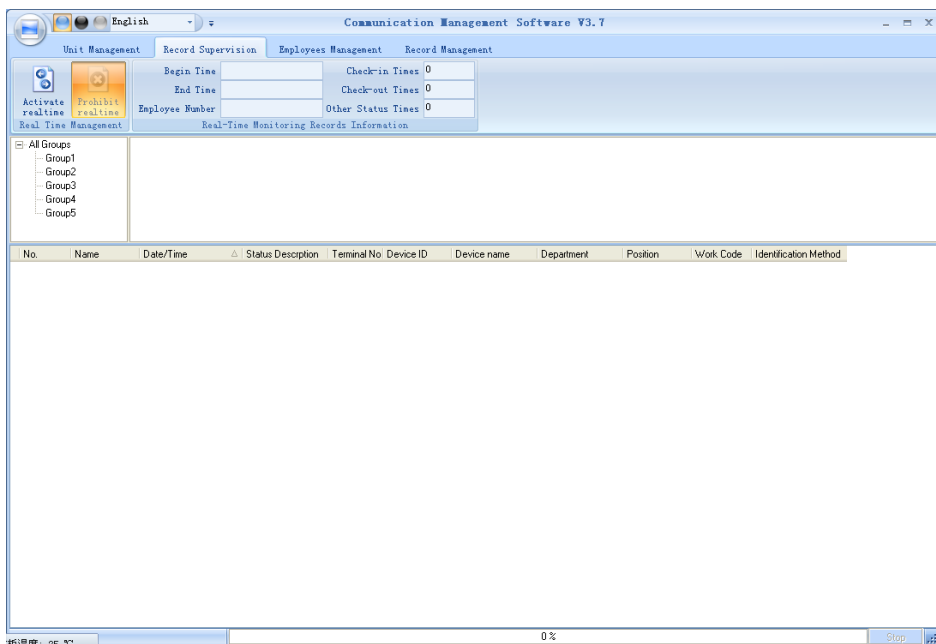 English Communication Management Software V3.7
Unit Management Record Supervision Employees Management Record Management
Begin Time Check-in Times 0
End Time Check-out Times 0
Activate realtime Prohibit realtime
Employee Number Other Status Times 0
Real Time Management Real-Time Monitoring Records Information
All Groups
Group1
Group2
Group3
Group4
Group5
No. Name Date/Time Status Descrption Terminal No Device ID Device name Department Position Work Code Identification Method
0 % Stop